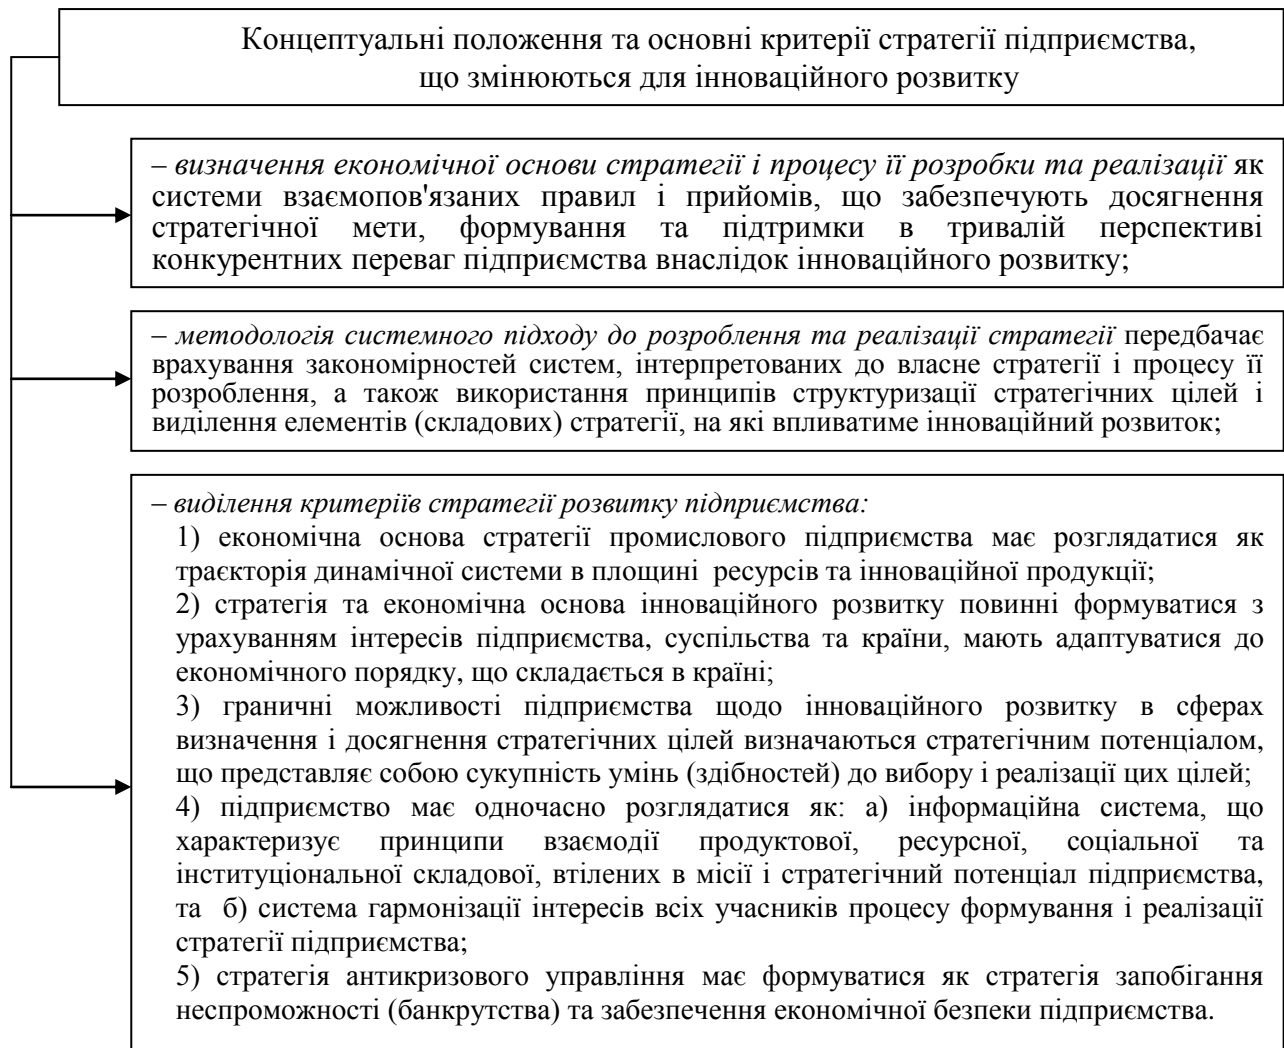 Концептуальні положення та основні критерії стратегії підприємства,
що змінюються для інноваційного розвитку
– визначення економічної основи стратегії і процесу її розробки та реалізації як
системи взаємопов'язаних правил і прийомів, що забезпечують досягнення
стратегічної мети, формування та підтримки в тривалій перспективі
конкурентних переваг підприємства внаслідок інноваційного розвитку;
– методологія системного підходу до розроблення та реалізації стратегії передбачає
врахування закономірностей систем, інтерпретованих до власне стратегії і процесу її
розроблення, а також використання принципів структуризації стратегічних цілей і
виділення елементів (складових) стратегії, на які впливатиме інноваційний розвиток;
– виділення критеріїв стратегії розвитку підприємства:
1) економічна основа стратегії промислового підприємства має розглядатися як
траєкторія динамічної системи в площині ресурсів та інноваційної продукції;
2) стратегія та економічна основа інноваційного розвитку повинні формуватися з
урахуванням інтересів підприємства, суспільства та країни, мають адаптуватися до
економічного порядку, що складається в країні;
3) граничні можливості підприємства щодо інноваційного розвитку в сферах
визначення і досягнення стратегічних цілей визначаються стратегічним потенціалом,
що представляє собою сукупність умінь (здібностей) до вибору і реалізації цих цілей;
4) підприємство має одночасно розглядатися як: а) інформаційна система, що
характеризує принципи взаємодії продуктової, ресурсної, соціальної та
інституціональної складової, втілених в місії і стратегічний потенціал підприємства,
та б) система гармонізації інтересів всіх учасників процесу формування і реалізації
стратегії підприємства;
5) стратегія антикризового управління має формуватися як стратегія запобігання
неспроможності (банкрутства) та забезпечення економічної безпеки підприємства.